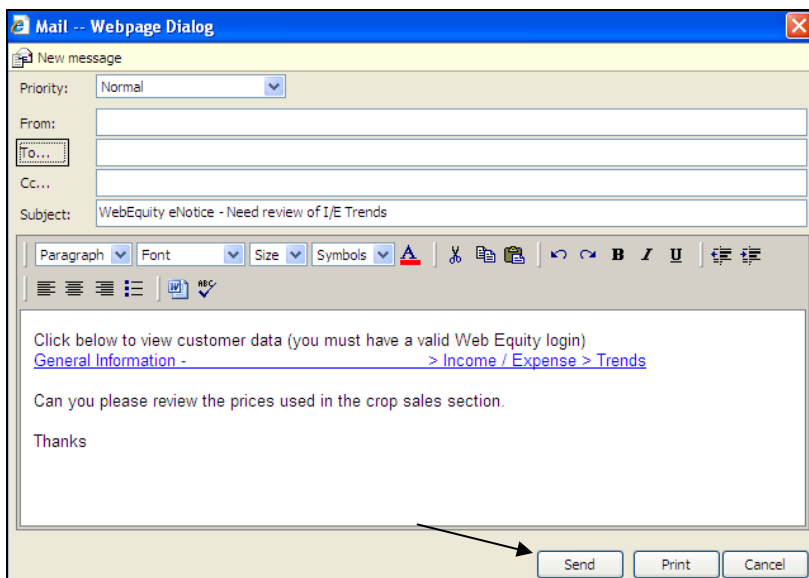 Mail -- Webpage Dialog
New message
Priority: Normal
From:
To...
Cc...
Subject: WebEquity eNotice - Need review of I/E Trends
Paragraph Font Size Symbols A B I U
ABC
Click below to view customer data (you must have a valid Web Equity login)
General Information - > Income / Expense > Trends
Can you please review the prices used in the crop sales section.
Thanks
Send Print Cancel